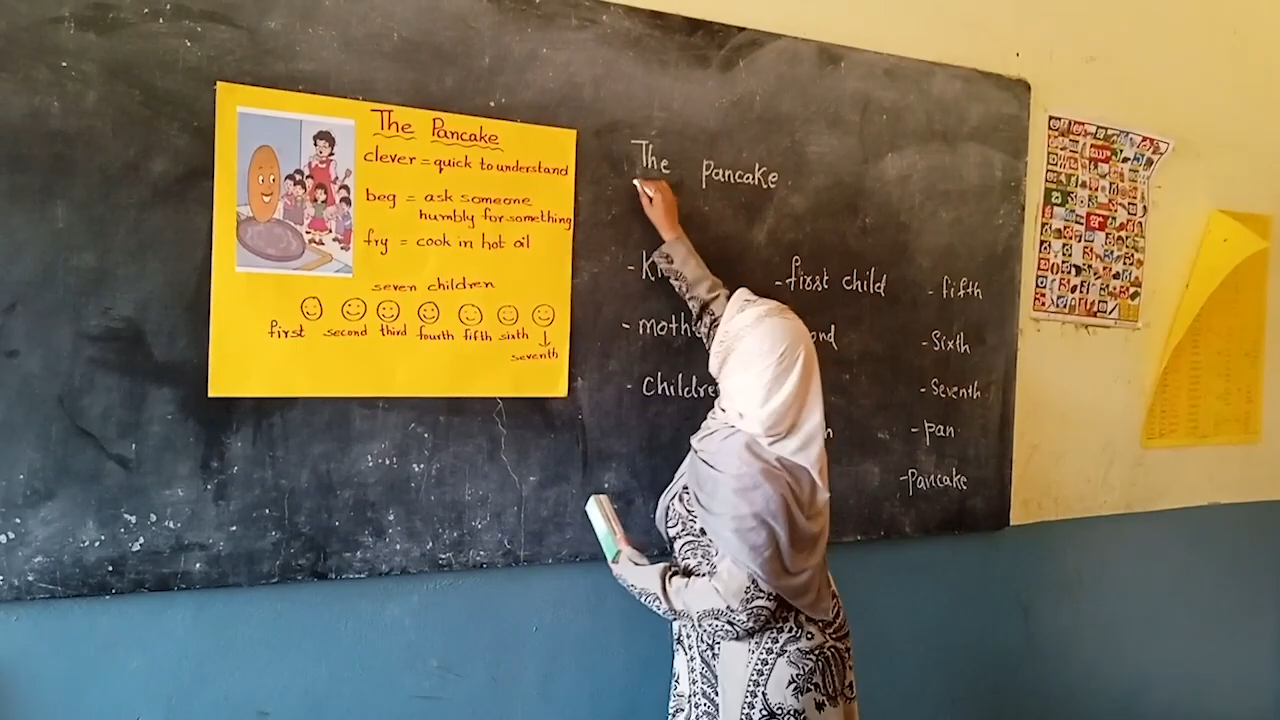 The Pancake
clever = quick to understand
beg = ask someone
humbly for something
fry = cook in hot oil
seven children
first second third fourth fifth sixth
seventh
The Pancake
- first child
- fifth
- Sixth
- Children
- Seventh
- pan
- Pancake